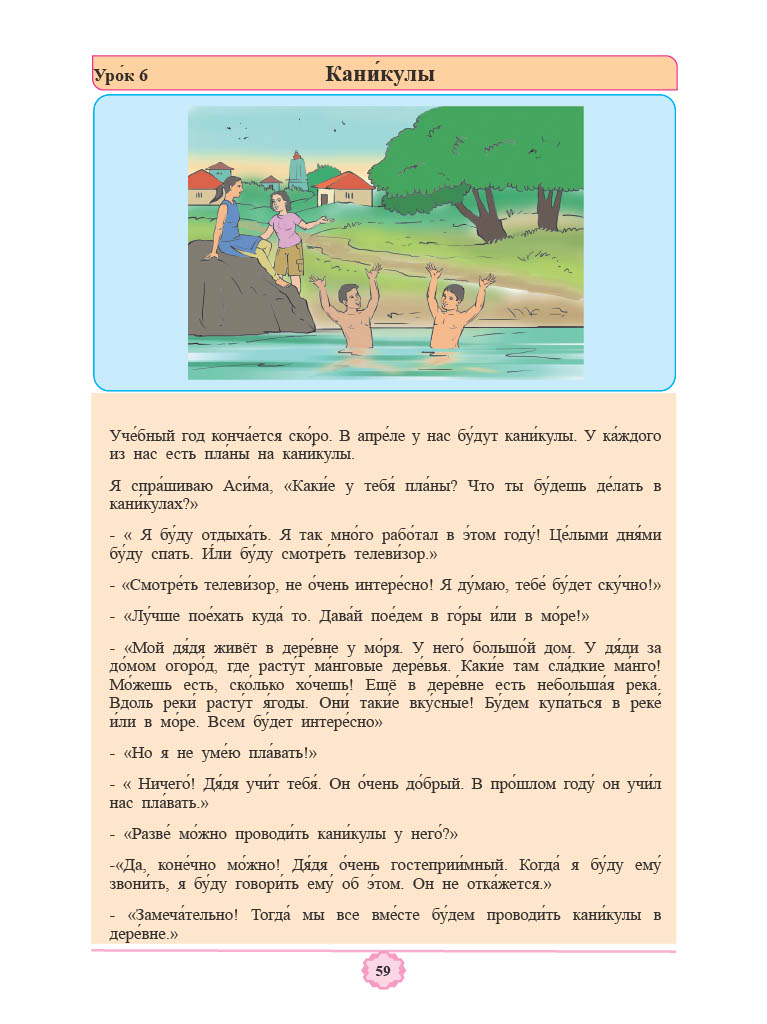 Уро́к 6
Кани́кулы
Уче́бный год конча́ется ско́ро. В апре́ле у нас бу́дут кани́кулы. У ка́ждого
из нас есть пла́ны на кани́кулы.
Я спра́шиваю Аси́ма, «Каки́е у тебя́ пла́ны? Что ты бу́дешь де́лать в
кани́кулах?»
- « Я бу́ду отдыха́ть. Я так мно́го рабо́тал в э́том году́! Це́лыми дня́ми
бу́ду спать. И́ли бу́ду смотре́ть телеви́зор.»
- «Смотре́ть телеви́зор, не о́чень интере́сно! Я ду́маю, тебе́ бу́дет ску́чно!»
- «Лу́чше пое́хать куда́ то. Дава́й пое́дем в го́ры и́ли в мо́ре!»
- «Мой дя́дя живёт в дере́вне у мо́ря. У него́ большо́й дом. У дя́ди за
до́мом огоро́д, где расту́т ма́нговые дере́вья. Каки́е там сла́дкие ма́нго!
Мо́жешь есть, ско́лько хо́чешь! Ещё в дере́вне есть небольша́я река́.
Вдоль реки́ расту́т я́годы. Они́ таки́е вку́сные! Бу́дем купа́ться в реке́
и́ли в мо́ре. Всем бу́дет интере́сно»
- «Но я не уме́ю пла́вать!»
- « Ничего́! Дя́дя учи́т тебя́. Он о́чень до́брый. В про́шлом году́ он учи́л
нас пла́вать.»
- «Разве́ мо́жно проводи́ть кани́кулы у него́?»
-«Да, коне́чно мо́жно! Дя́дя о́чень гостеприи́мный. Когда́ я бу́ду ему́
звони́ть, я бу́ду говори́ть ему́ об э́том. Он не отка́жется.»
- «Замеча́тельно! Тогда́ мы все вме́сте бу́дем проводи́ть кани́кулы в
дере́вне.»
59